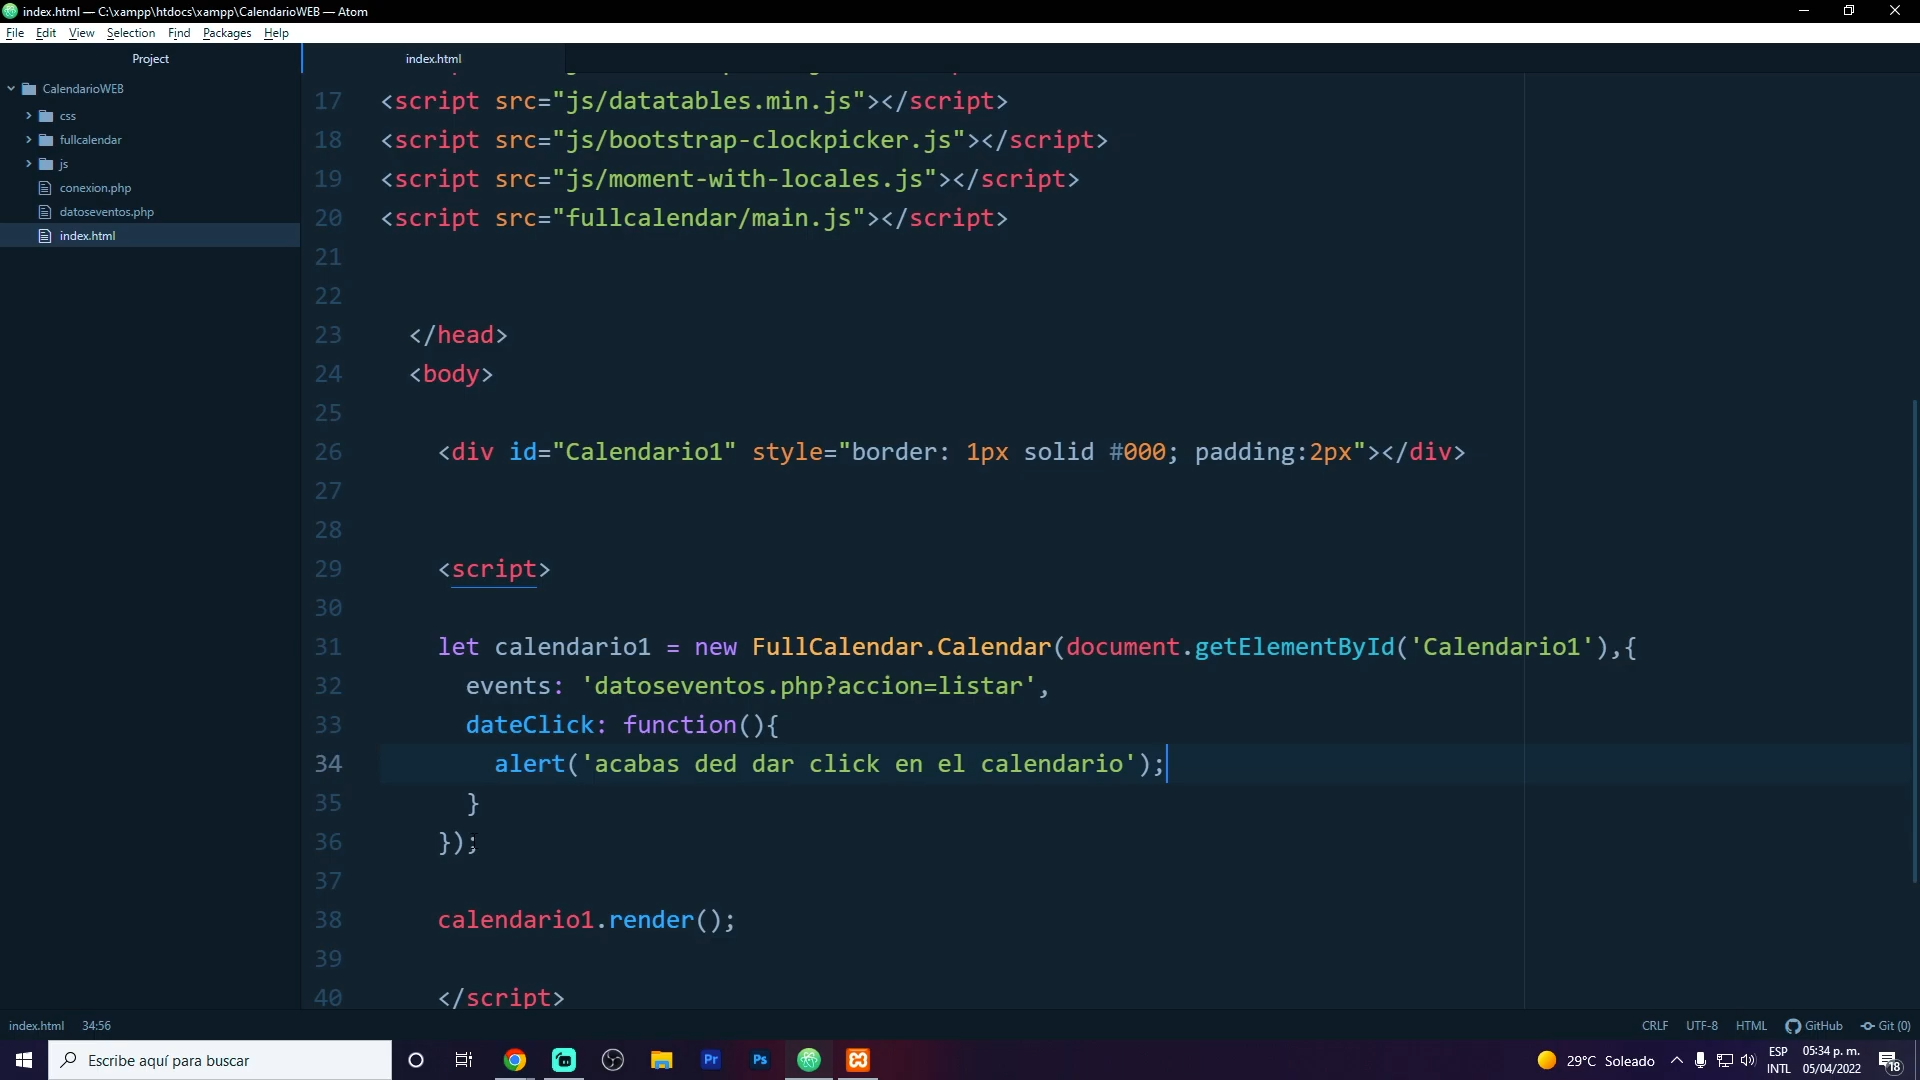 index.html — C:\xampp\htdocs\xampp\CalendarioWEB — Atom
File Edit View Selection Find Packages Help
Project
index.html
CalendarioWEB
css
fullcalendar
js
conexion.php
datoseventos.php
index.html
17 <script src="js/datatables.min.js"></script>
18 <script src="js/bootstrap-clockpicker.js"></script>
19 <script src="js/moment-with-locales.js"></script>
20 <script src="fullcalendar/main.js"></script>
21
22
23 </head>
24 <body>
25
26 <div id="Calendario1" style="border: 1px solid #000; padding:2px"></div>
27
28
29 <script>
30
31 let calendario1 = new FullCalendar.Calendar(document.getElementById('Calendario1'),{
32 events: 'datoseventos.php?accion=listar',
33 dateClick: function(){
34 alert('acabas ded dar click en el calendario');
35 }
36 });
37
38 calendario1.render();
39
40 </script>
index.html 34:56
CRLF UTF-8 HTML GitHub Git (0)
Escribe aquí para buscar
Pr
Ps
29°C Soleado
ESP
INTL
05:34 p. m.
05/04/2022
18